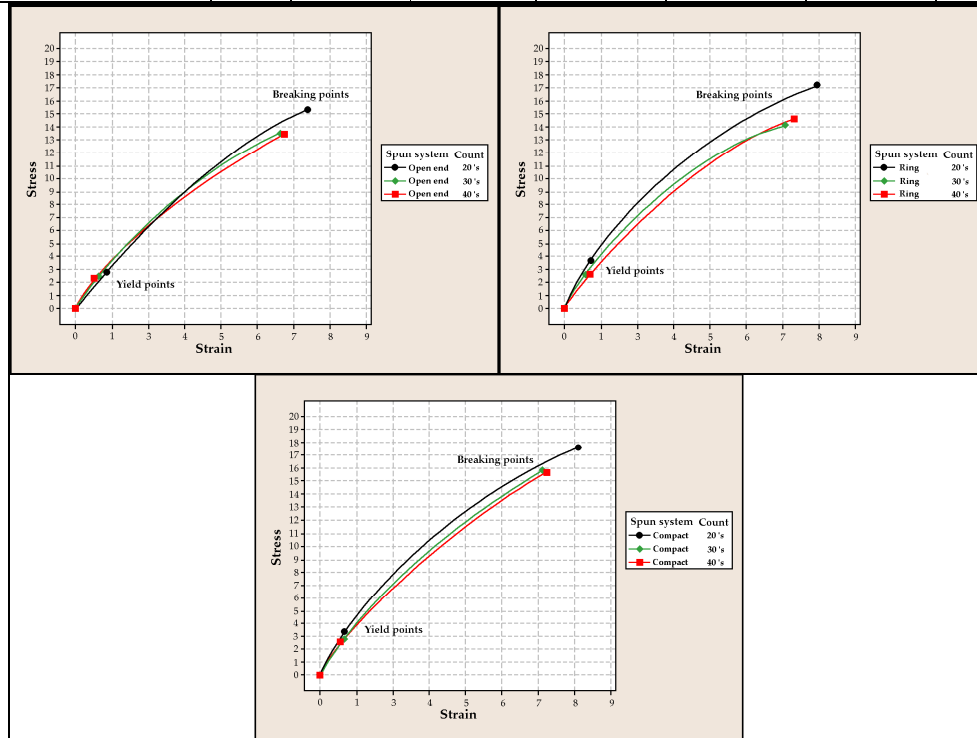 20
19
18
17
16
15
14
13
12
11
10
9
8
7
6
5
4
3
2
1
0
Stress
Breaking points
Yield points
0 1 3 4 5 6 7 8 9
Strain
Spun system Count
Open end 20's
Open end 30's
Open end 40's
20
19
18
17
16
15
14
13
12
11
10
9
8
7
6
5
4
3
2
1
0
Stress
Breaking points
Yield points
0 1 3 4 5 6 7 8 9
Strain
Spun system Count
Ring 20's
Ring 30's
Ring 40's
20
19
18
17
16
15
14
13
12
11
10
9
8
7
6
5
4
3
2
1
0
Stress
Breaking points
Yield points
0 1 3 4 5 6 7 8 9
Strain
Spun system Count
Compact 20's
Compact 30's
Compact 40's